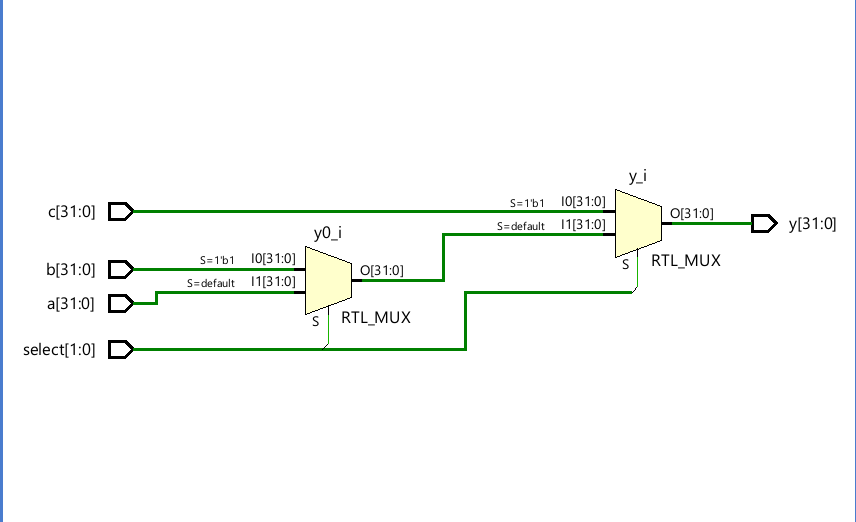 y_i
c[31:0]
S=1'b1
I0[31:0]
O[31:0]
y[31:0]
S=default
I1[31:0]
S
RTL_MUX
y0_i
b[31:0]
S=1'b1
I0[31:0]
O[31:0]
a[31:0]
S=default
I1[31:0]
S
RTL_MUX
select[1:0]